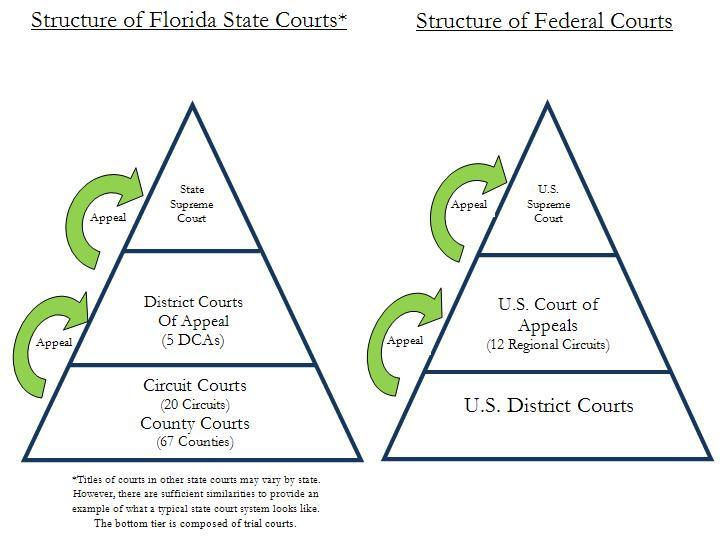 Structure of Florida State Courts*
Structure of Federal Courts
State
Supreme
Court
Appeal
District Courts
Of Appeal
(5 DCAs)
Appeal
Circuit Courts
(20 Circuits)
County Courts
(67 Counties)
*Titles of courts in other state courts may vary by state.
However, there are sufficient similarities to provide an
example of what a typical state court system looks like.
The bottom tier is composed of trial courts.
U.S.
Supreme
Court
Appeal
U.S. Court of
Appeals
(12 Regional Circuits)
Appeal
U.S. District Courts